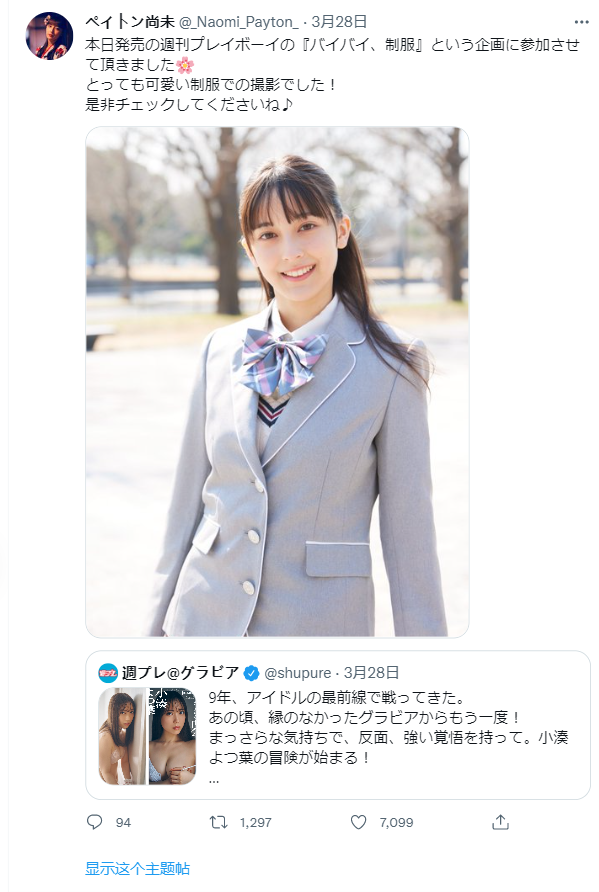 ペイトン尚未 @_Naomi_Payton_ · 3月28日
本日発売の週刊プレイボーイの『バイバイ、制服』という企画に参加させ
て頂きました🌸
とっても可愛い制服での撮影でした！
是非チェックしてくださいね♪
週プレ@グラビア @shupure · 3月28日
9年、アイドルの最前線で戦ってきた。
あの頃、縁のなかったグラビアからもう一度！
まっさらな気持ちで、反面、強い覚悟を持って。小湊
よつ葉の冒険が始まる！
...
94 1,297 7,099
显示这个主题帖